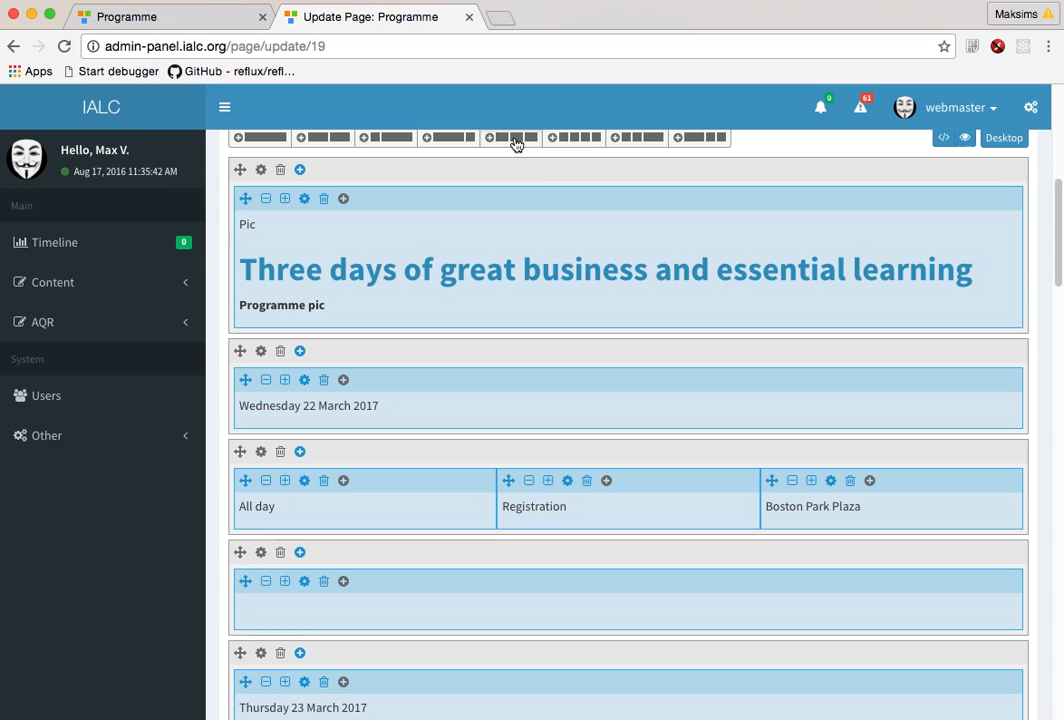 Programme
Update Page: Programme
Maksims
admin-panel.ialc.org/page/update/19
Apps
Start debugger
GitHub - reflux/refl...
IALC
0
61
webmaster
Hello, Max V.
Aug 17, 2016 11:35:42 AM
Desktop
Main
Timeline
0
Content
AQR
System
Users
Other
Pic
Three days of great business and essential learning
Programme pic
Wednesday 22 March 2017
All day
Registration
Boston Park Plaza
Thursday 23 March 2017